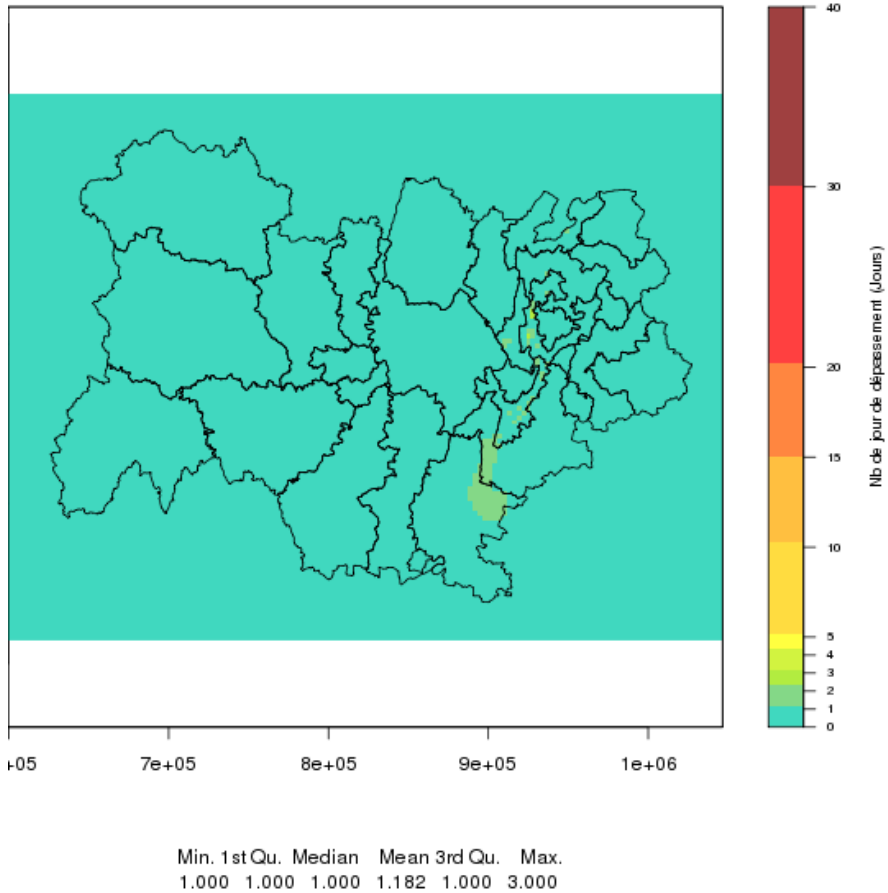 40
30
20
15
10
5
4
3
2
1
0
Nb de jour de dépassement (Jours)
+05
7e+05
8e+05
9e+05
1e+06
Min. 1st Qu. Median Mean 3rd Qu. Max.
1.000 1.000 1.000 1.182 1.000 3.000